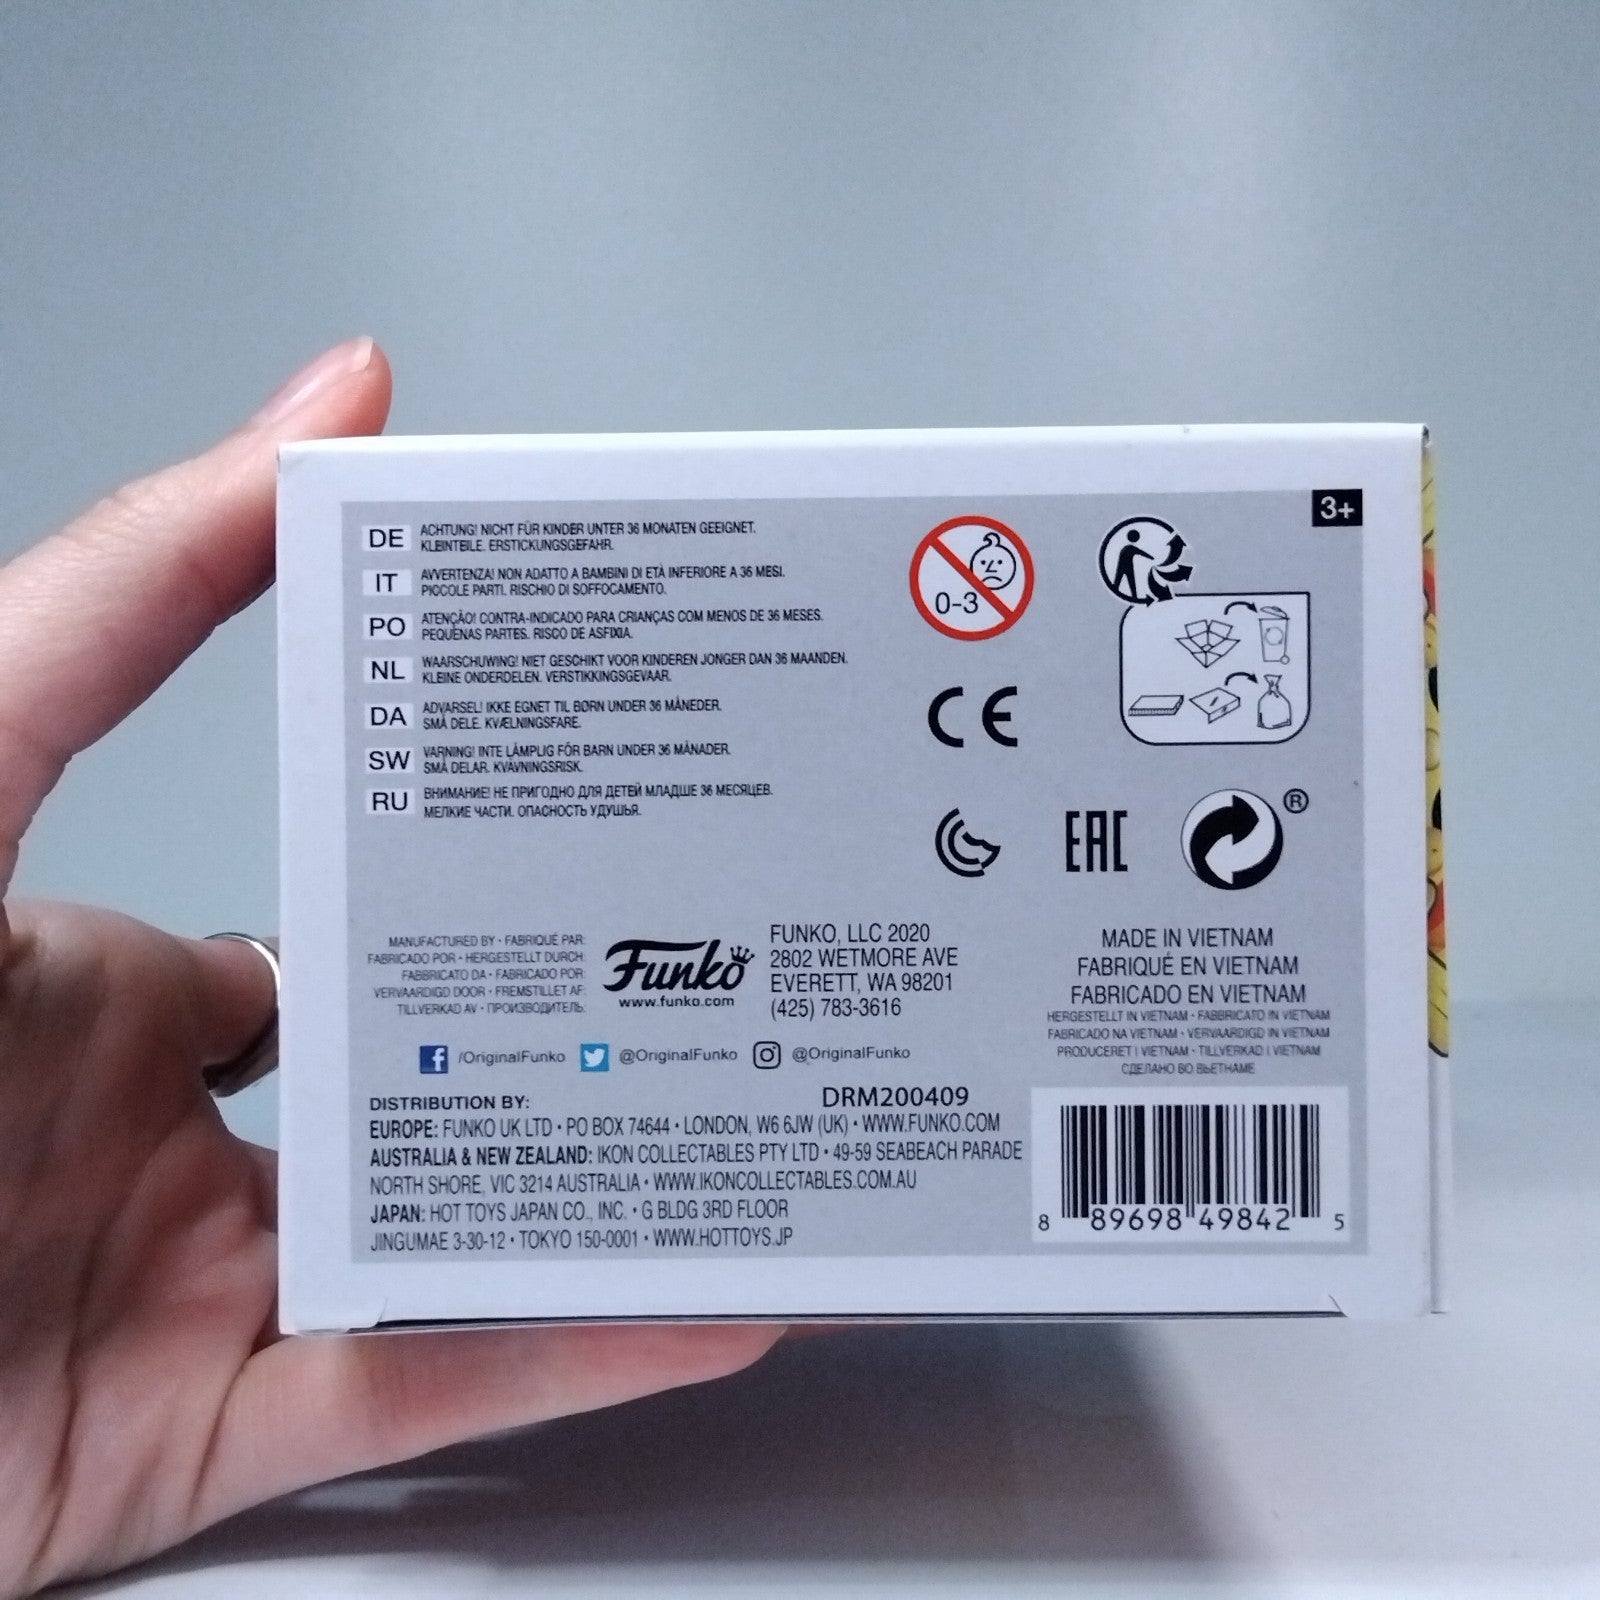 3+
DE
ACHTUNG! NICHT FÜR KINDER UNTER 36 MONATEN GEEIGNET.
KLEINTEILE. ERSTICKUNGSGEFAHR.
IT
AVVERTENZA! NON ADATTO A BAMBINI DI ETÀ INFERIORE A 36 MESI.
PICCOLE PARTI. RISCHIO DI SOFFOCAMENTO.
PO
ATENÇÃO! CONTRA-INDICADO PARA CRIANÇAS COM MENOS DE 36 MESES.
PEQUENAS PARTES. RISCO DE ASFIXIA.
NL
WAARSCHUWING! NIET GESCHIKT VOOR KINDEREN JONGER DAN 36 MAANDEN.
KLEINE ONDERDELEN. VERSTIKKINGSGEVAAR.
DA
ADVARSEL! IKKE EGNET TIL BØRN UNDER 36 MÅNEDER.
SMÅ DELE. KVÆLNINGSFARE.
SW
VARNING! INTE LÄMPLIG FÖR BARN UNDER 36 MÅNADER.
SMÅ DELAR. KVÄVNINGSRISK.
RU
ВНИМАНИЕ! НЕ ПРИГОДНО ДЛЯ ДЕТЕЙ МЛАДШЕ 36 МЕСЯЦЕВ.
МЕЛКИЕ ЧАСТИ. ОПАСНОСТЬ УДУШЬЯ.
0-3
CE
EAC
®
MANUFACTURED BY • FABRIQUÉ PAR:
FABRICADO POR • HERGESTELLT DURCH:
FABBRICATO DA • FABRICADO POR:
VERVAARDIGD DOOR • FREMSTILLET AF:
TILLVERKAD AV • ПРОИЗВОДИТЕЛЬ:
Funko
www.funko.com
FUNKO, LLC 2020
2802 WETMORE AVE
EVERETT, WA 98201
(425) 783-3616
MADE IN VIETNAM
FABRIQUÉ EN VIETNAM
FABRICADO EN VIETNAM
HERGESTELLT IN VIETNAM • FABBRICATO IN VIETNAM
FABRICADO NA VIETNAM • VERVAARDIGD IN VIETNAM
PRODUCERET I VIETNAM • TILLVERKAD I VIETNAM
СДЕЛАНО ВО ВЬЕТНАМЕ
/OriginalFunko @OriginalFunko @OriginalFunko
DRM200409
DISTRIBUTION BY:
EUROPE: FUNKO UK LTD • PO BOX 74644 • LONDON, W6 6JW (UK) • WWW.FUNKO.COM
AUSTRALIA & NEW ZEALAND: IKON COLLECTABLES PTY LTD • 49-59 SEABEACH PARADE
NORTH SHORE, VIC 3214 AUSTRALIA • WWW.IKONCOLLECTABLES.COM.AU
JAPAN: HOT TOYS JAPAN CO., INC. • G BLDG 3RD FLOOR
JINGUMAE 3-30-12 • TOKYO 150-0001 • WWW.HOTTOYS.JP
8 89698 49842 5